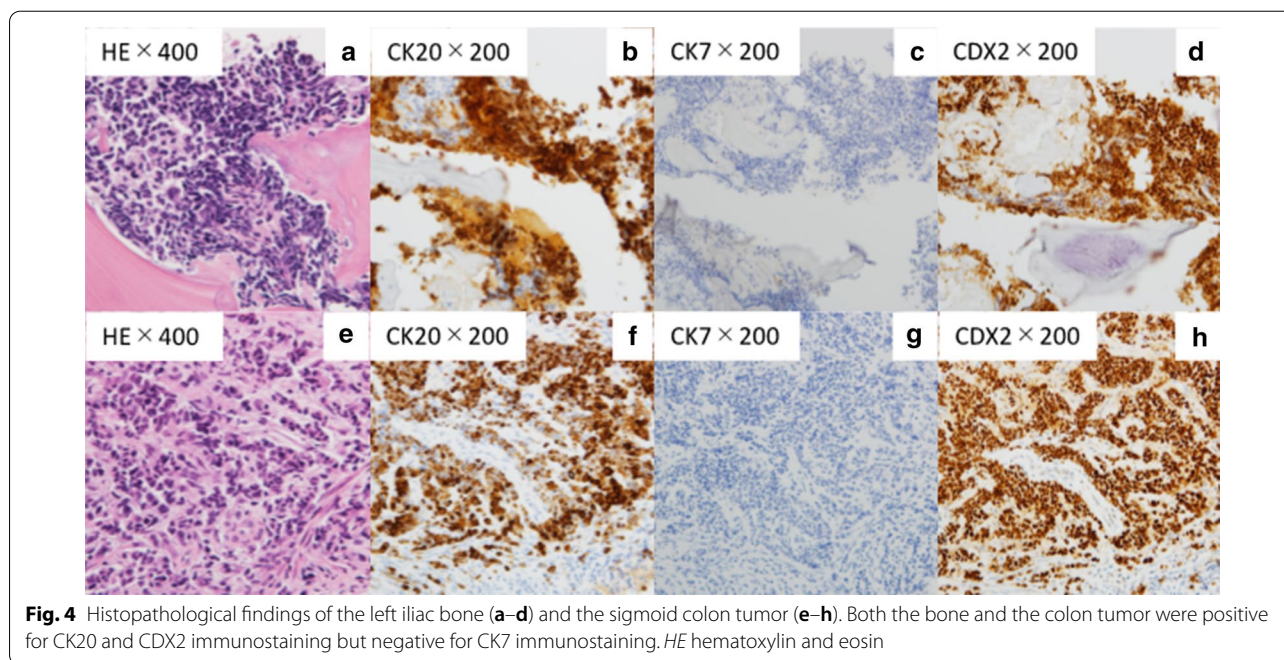 HE × 400 a CK20 × 200 b CK7 × 200 c CDX2 × 200 d
HE × 400 e CK20 × 200 f CK7 × 200 g CDX2 × 200 h
Fig. 4 Histopathological findings of the left iliac bone (a–d) and the sigmoid colon tumor (e–h). Both the bone and the colon tumor were positive
for CK20 and CDX2 immunostaining but negative for CK7 immunostaining. HE hematoxylin and eosin